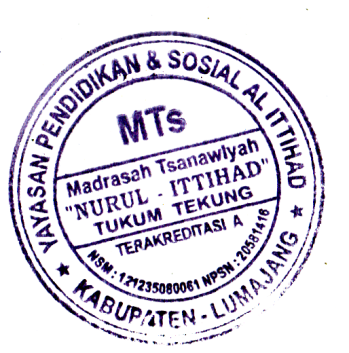 YAYASAN PENDIDIKAN & SOSIAL AL ITTIHAD
MTs
Madrasah Tsanawiyah
"NURUL - ITTIHAD"
TUKUM TEKUNG
TERAKREDITASI A
NSM : 121235080061 NPSN : 20581416
★ KABUPATEN - LUMAJANG ★